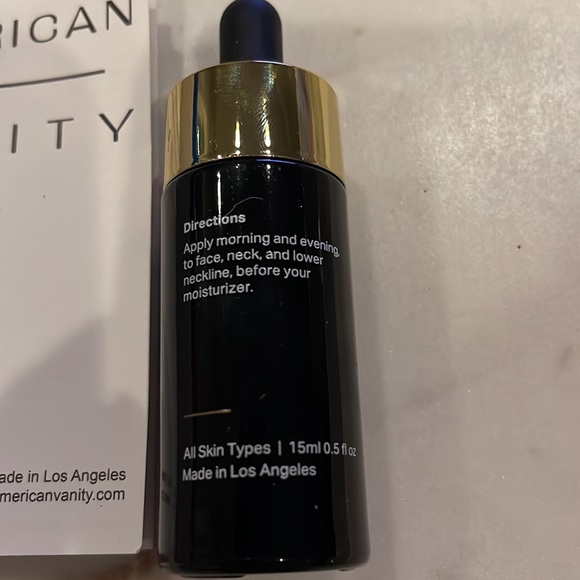 RICAN
ITY
ade in Los Angeles
mericanvanity.com
Directions
Apply morning and evening,
to face, neck, and lower
neckline, before your
moisturizer.
All Skin Types | 15ml 0.5 fl oz
Made in Los Angeles